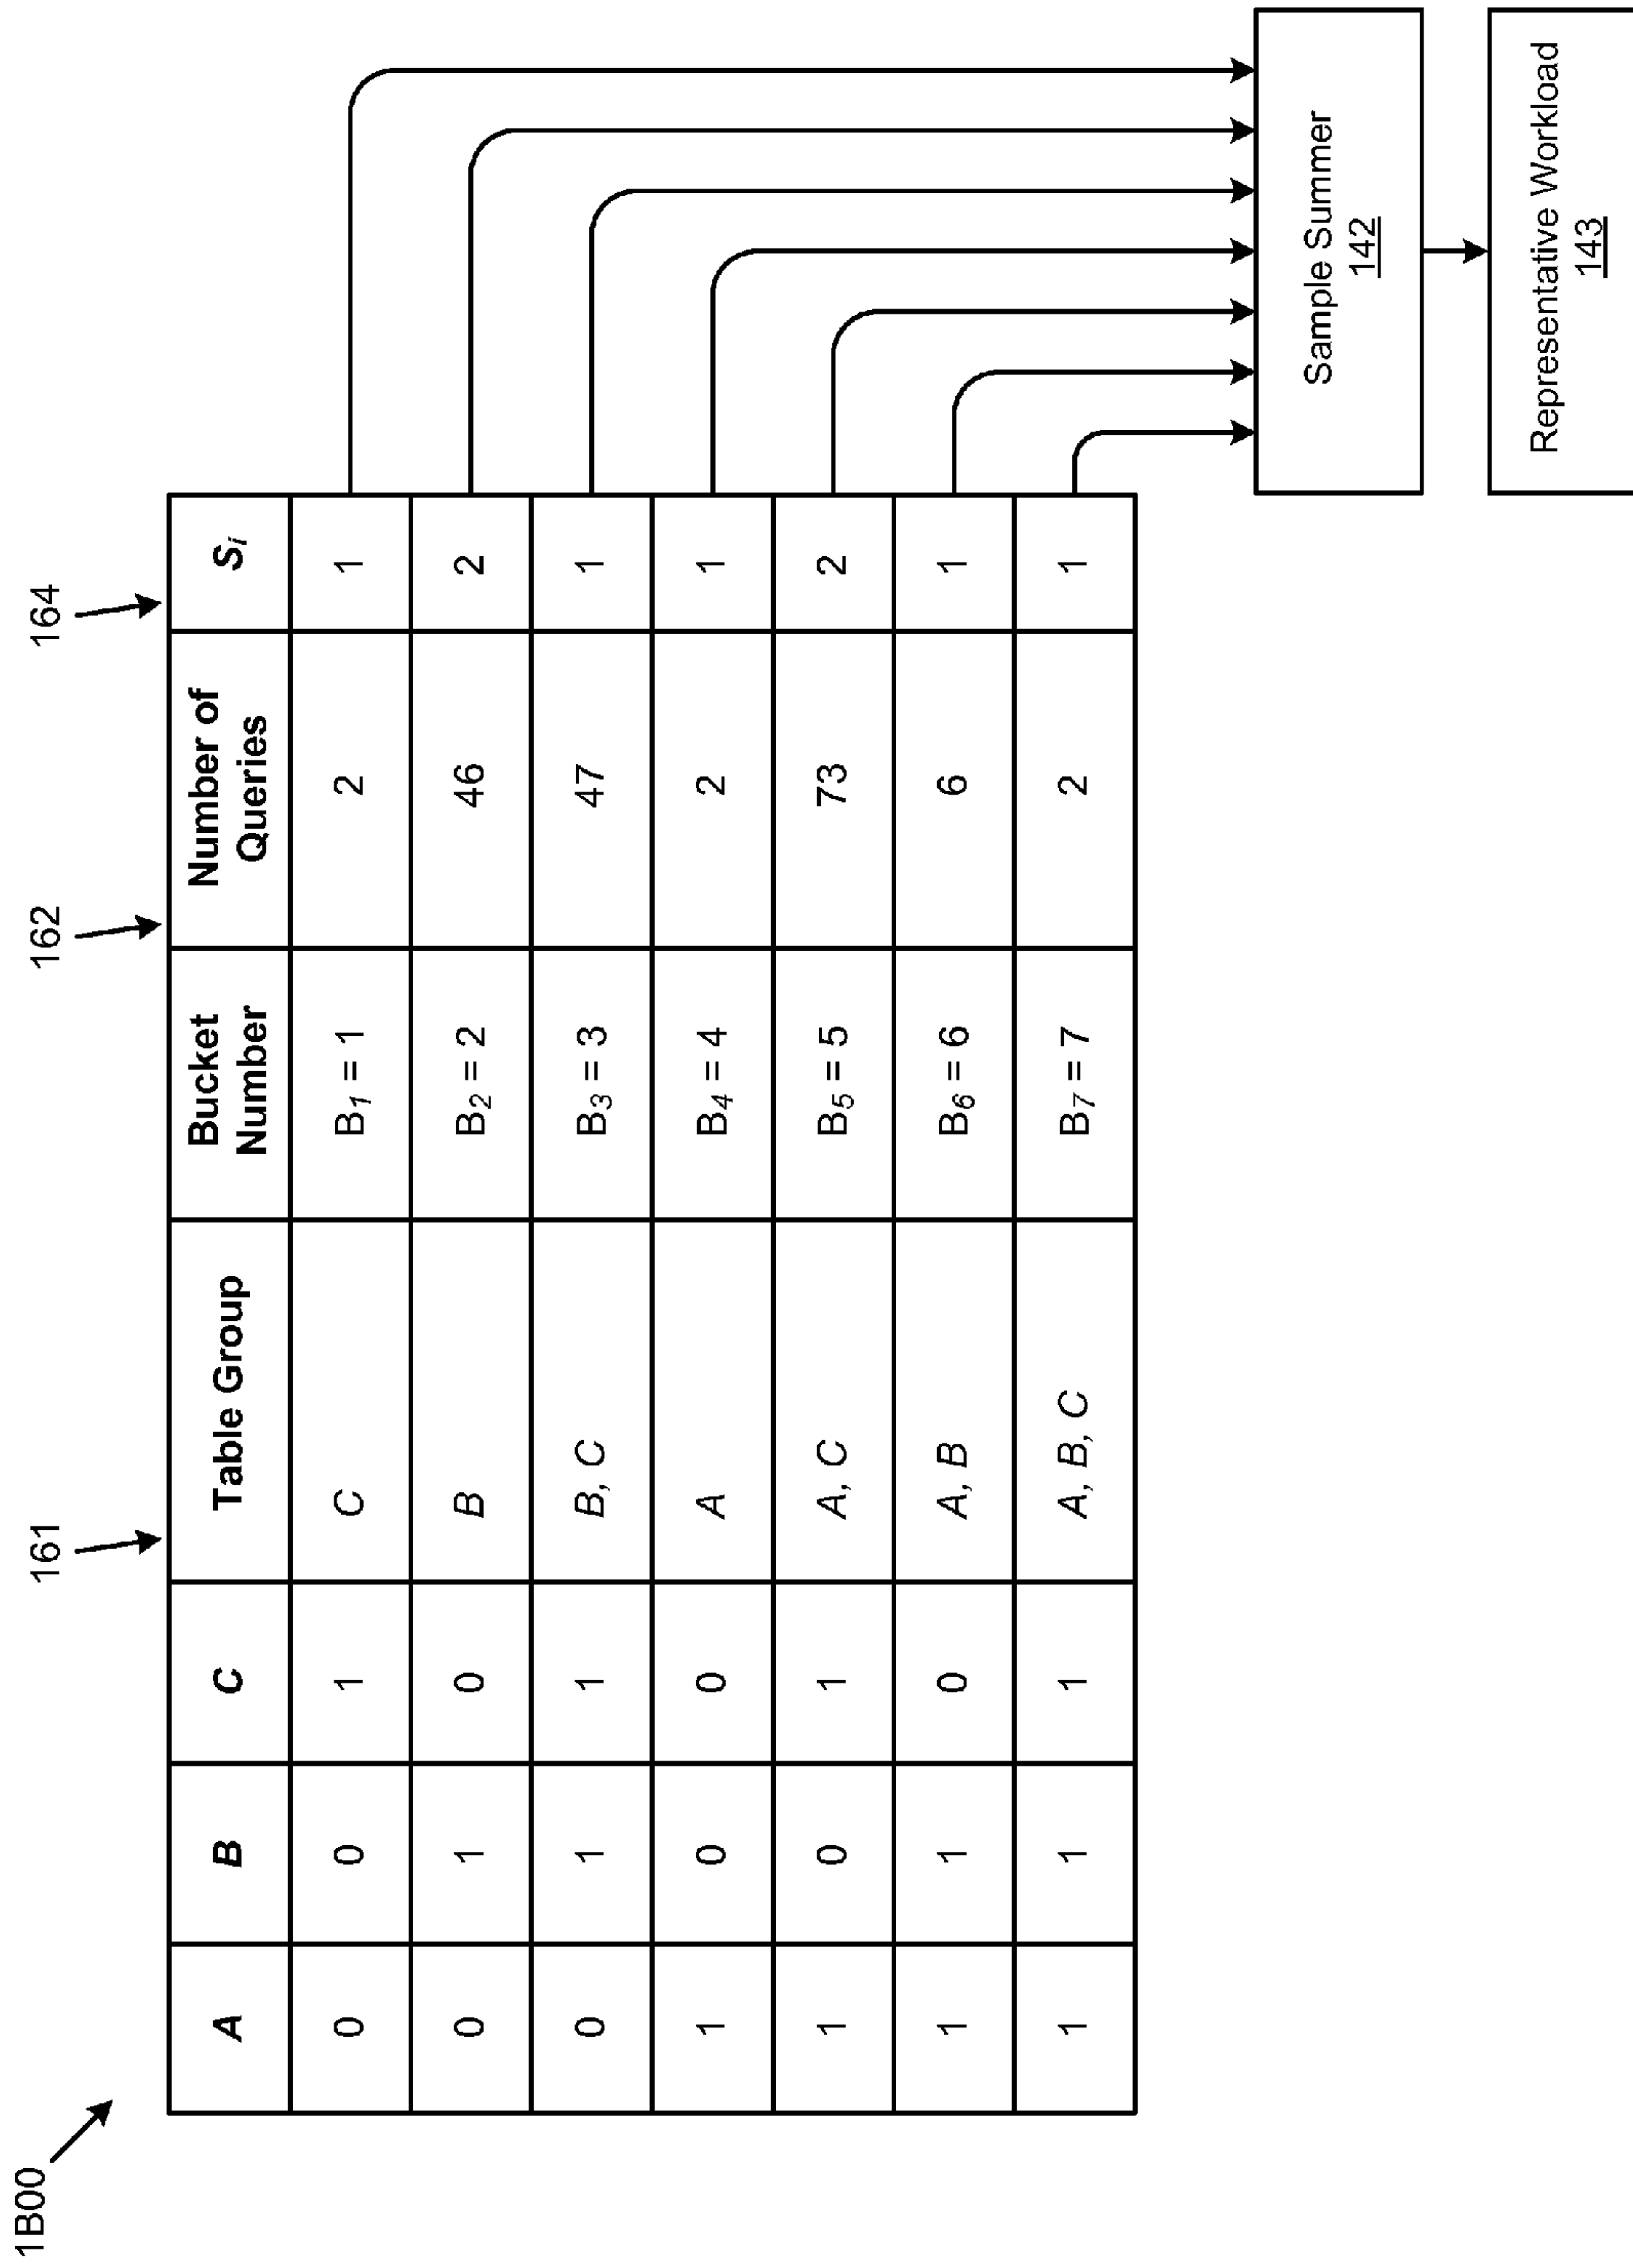 1B00
161
162
164
A B C Table Group Bucket Number Number of Queries Si
0 0 1 C B1 = 1 2 1
0 1 0 B B2 = 2 46 2
0 1 1 B, C B3 = 3 47 1
1 0 0 A B4 = 4 2 1
1 0 1 A, C B5 = 5 73 2
1 1 0 A, B B6 = 6 6 1
1 1 1 A, B, C B7 = 7 2 1
Sample Summer
142
Representative Workload
143